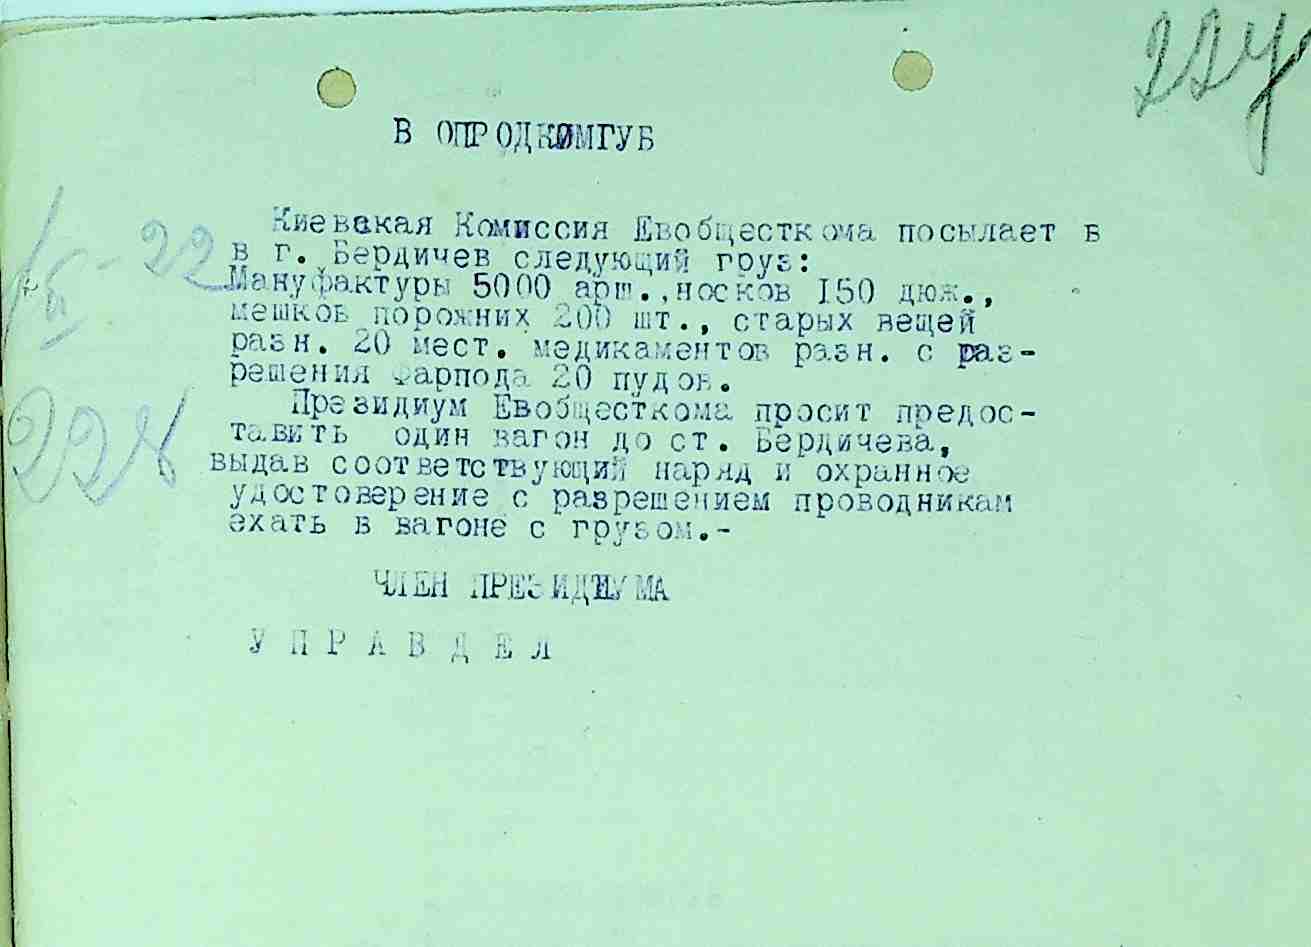 224
В ОПРОДКОМГУБ
Киевская Комиссия Евобщесткома посылает в
в г. Бердичев следующий груз:
Мануфактуры 5000 арш.,носков 150 дюж.,
мешков порожних 200 шт., старых вещей
разн. 20 мест. медикаментов разн. с раз-
решения Фарпода 20 пудов.
Президиум Евобщесткома просит предос-
тавить один вагон до ст. Бердичева,
выдав соответствующий наряд и охранное
удостоверение с разрешением проводникам
ехать в вагоне с грузом.-
ЧЛЕН ПРЕЗИДИУМА
У П Р А В Д Е Л
- 22
228